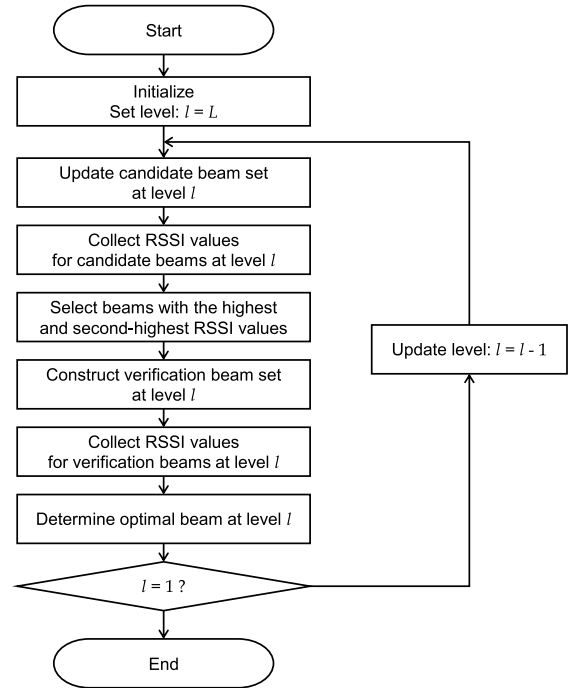 Start
Initialize
Set level: l = L
Update candidate beam set
at level l
Collect RSSI values
for candidate beams at level l
Select beams with the highest
and second-highest RSSI values
Update level: l = l - 1
Construct verification beam set
at level l
Collect RSSI values
for verification beams at level l
Determine optimal beam at level l
l = 1 ?
End